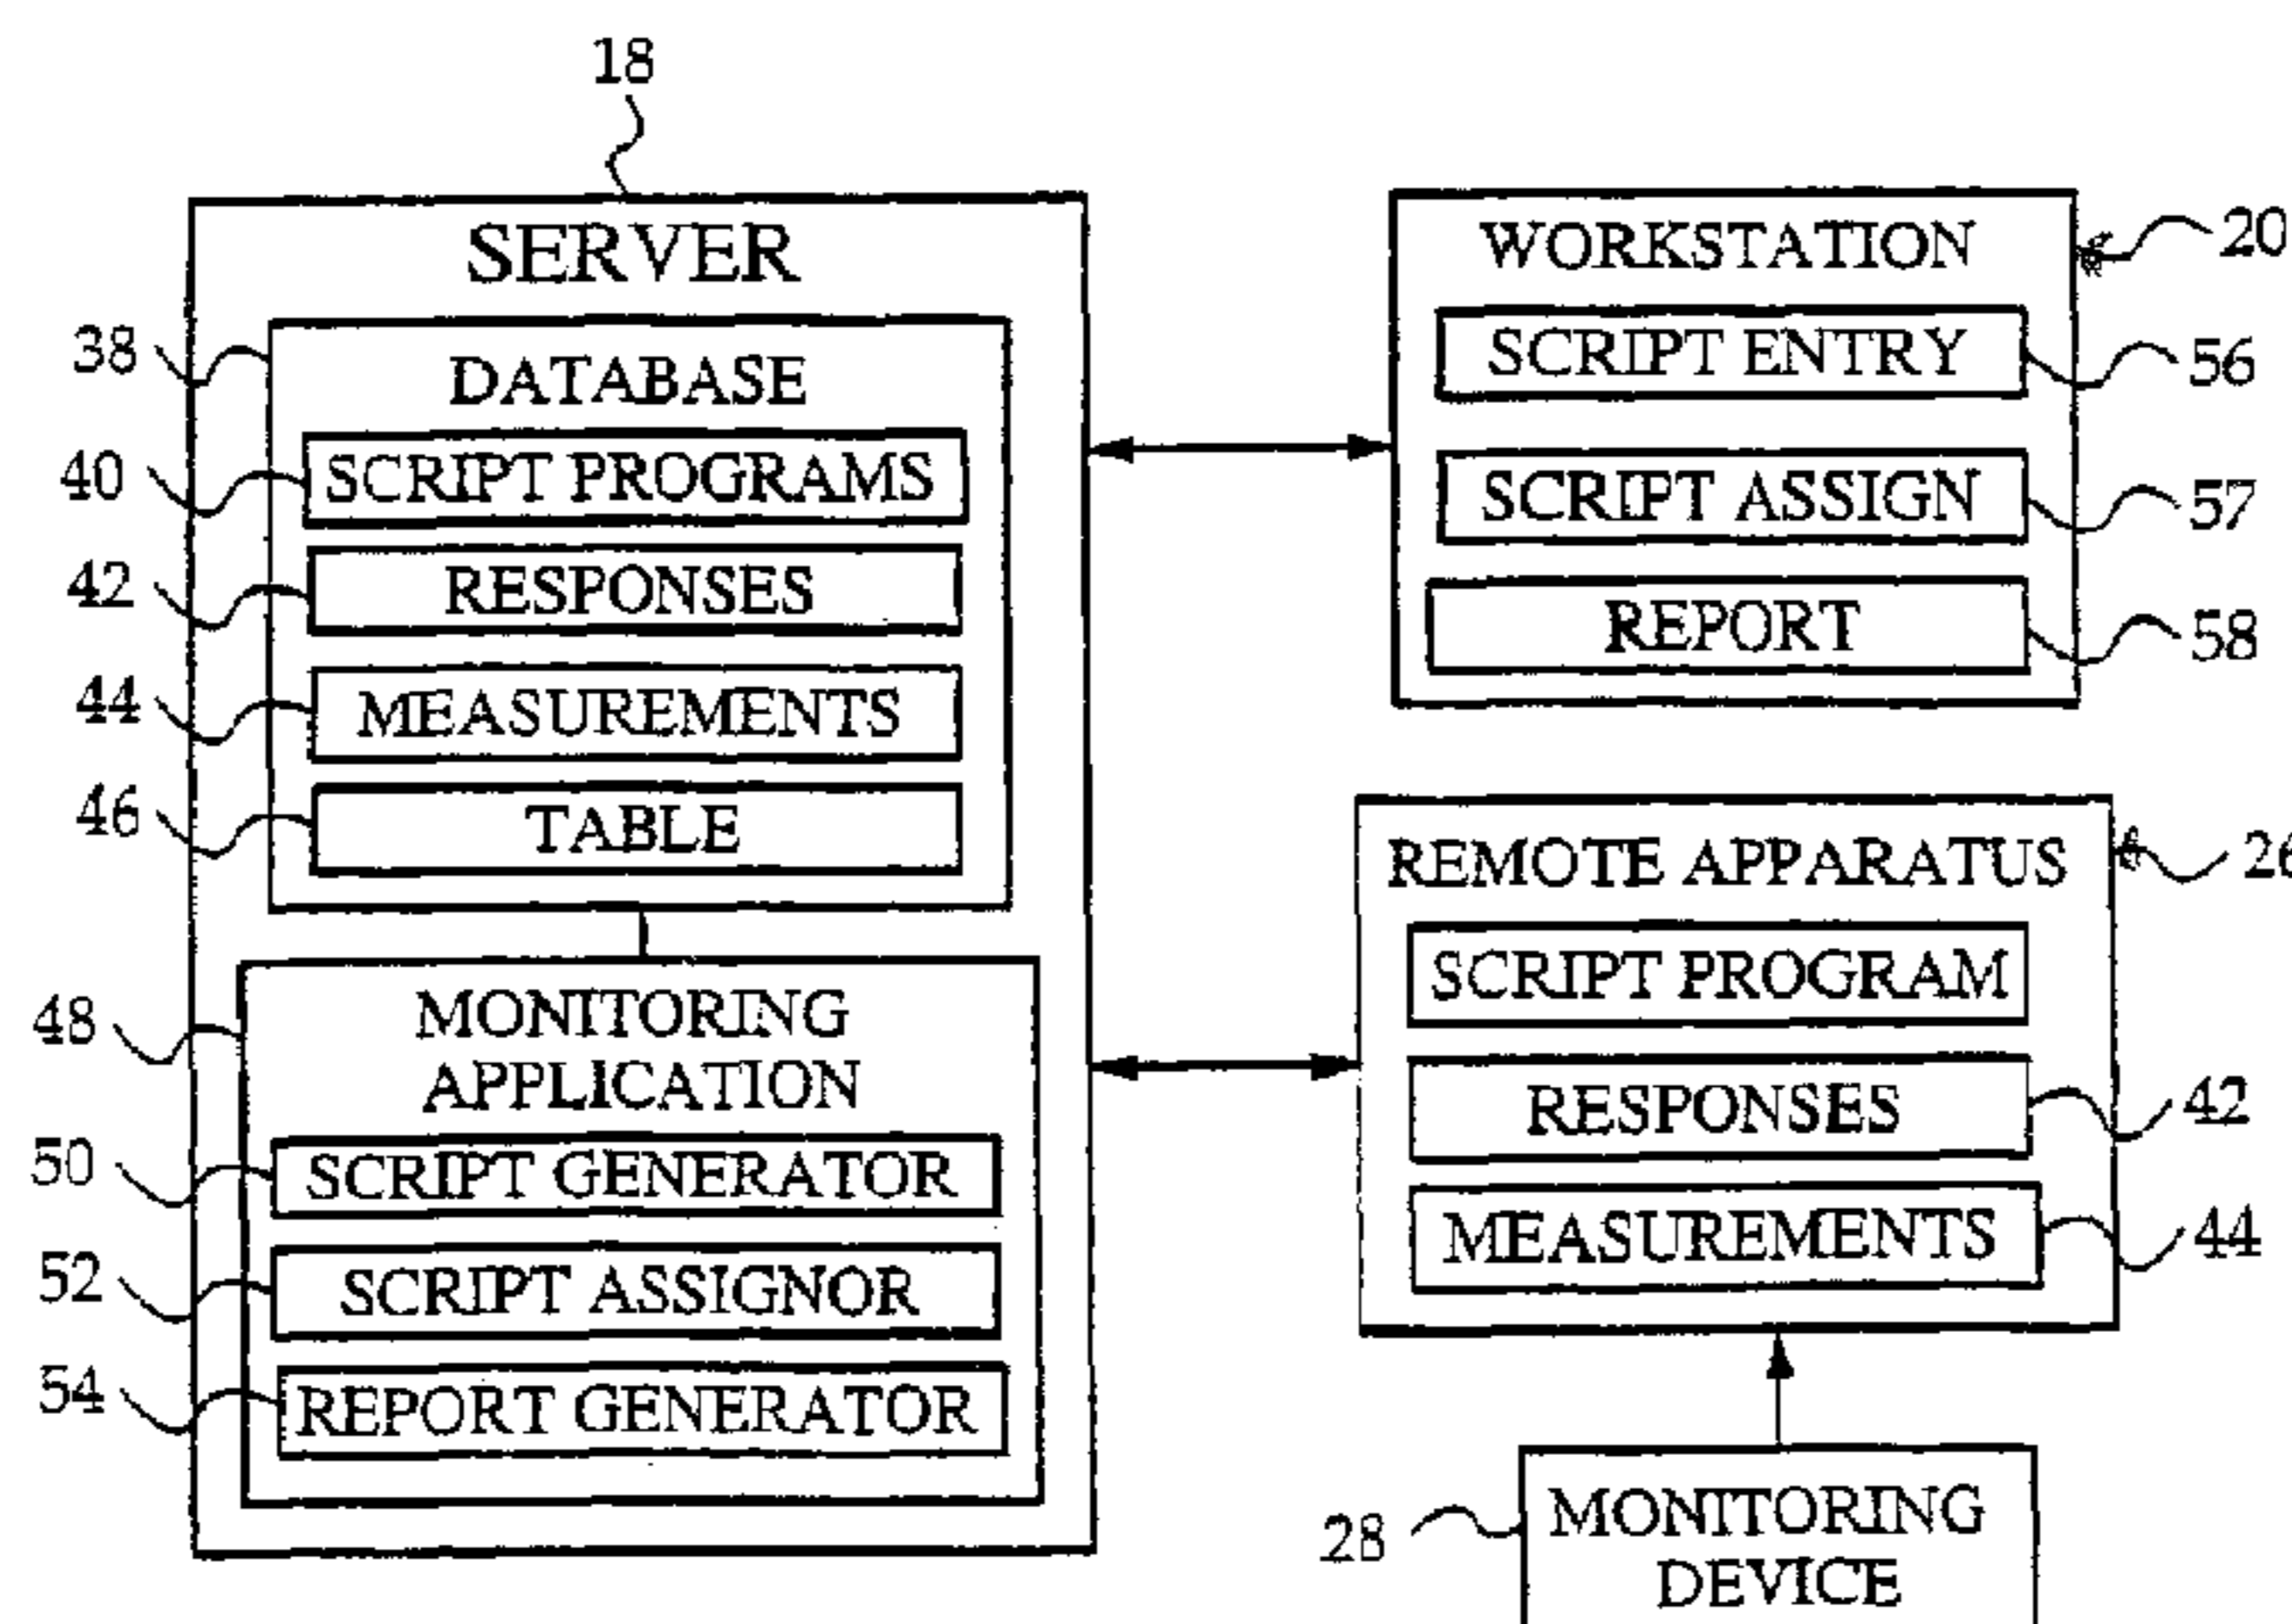 18
SERVER
38
DATABASE
40
SCRIPT PROGRAMS
42
RESPONSES
44
MEASUREMENTS
46
TABLE
48
MONITORING
APPLICATION
50
SCRIPT GENERATOR
52
SCRIPT ASSIGNOR
54
REPORT GENERATOR
WORKSTATION
20
SCRIPT ENTRY
56
SCRIPT ASSIGN
57
REPORT
58
REMOTE APPARATUS
26
SCRIPT PROGRAM
RESPONSES
42
MEASUREMENTS
44
28
MONITORING
DEVICE